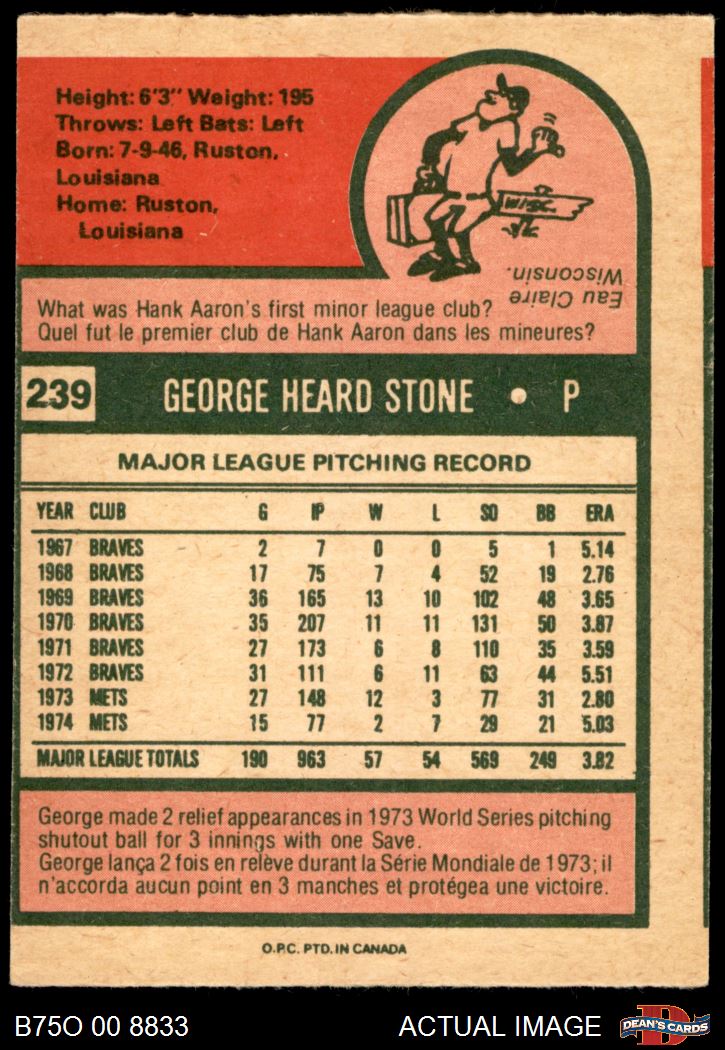 Height: 6'3" Weight: 195
Throws: Left Bats: Left
Born: 7-9-46, Ruston,
Louisiana
Home: Ruston,
Louisiana
WISC.
Eau Claire
Wisconsin.
What was Hank Aaron's first minor league club?
Quel fut le premier club de Hank Aaron dans les mineures?
239 GEORGE HEARD STONE • P
MAJOR LEAGUE PITCHING RECORD
YEAR CLUB G IP W L SO BB ERA
1967 BRAVES 2 7 0 0 5 1 5.14
1968 BRAVES 17 75 7 4 52 19 2.76
1969 BRAVES 36 165 13 10 102 48 3.65
1970 BRAVES 35 207 11 11 131 50 3.87
1971 BRAVES 27 173 6 8 110 35 3.59
1972 BRAVES 31 111 6 11 63 44 5.51
1973 METS 27 148 12 3 77 31 2.80
1974 METS 15 77 2 7 29 21 5.03
MAJOR LEAGUE TOTALS 190 963 57 54 569 249 3.82
George made 2 relief appearances in 1973 World Series pitching
shutout ball for 3 innings with one Save.
George lança 2 fois en relève durant la Série Mondiale de 1973; il
n'accorda aucun point en 3 manches et protégea une victoire.
O.P.C. PTD. IN CANADA
B75O 00 8833 ACTUAL IMAGE D DEAN'S CARDS